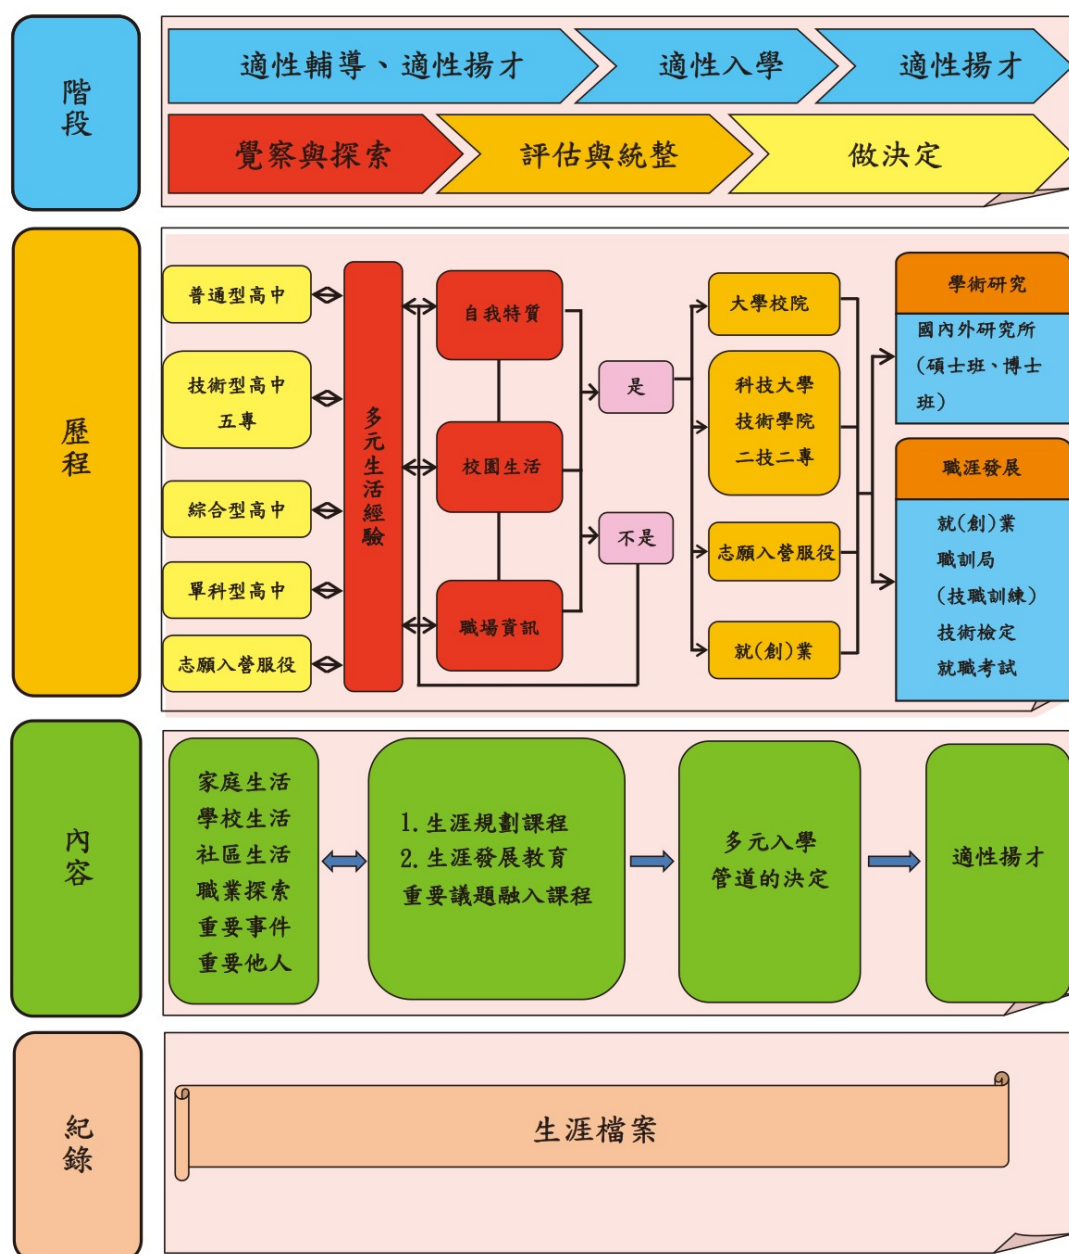 階段
適性輔導、適性揚才
適性入學
適性揚才
覺察與探索
評估與統整
做決定
歷程
普通型高中
技術型高中
五專
綜合型高中
單科型高中
志願入營服役
多元生活經驗
自我特質
校園生活
職場資訊
是
不是
大學校院
科技大學
技術學院
二技二專
志願入營服役
就(創)業
學術研究
國內外研究所
(碩士班、博士
班)
職涯發展
就(創)業
職訓局
(技職訓練)
技術檢定
就職考試
內容
家庭生活
學校生活
社區生活
職業探索
重要事件
重要他人
1. 生涯規劃課程
2. 生涯發展教育
重要議題融入課程
多元入學
管道的決定
適性揚才
紀錄
生涯檔案